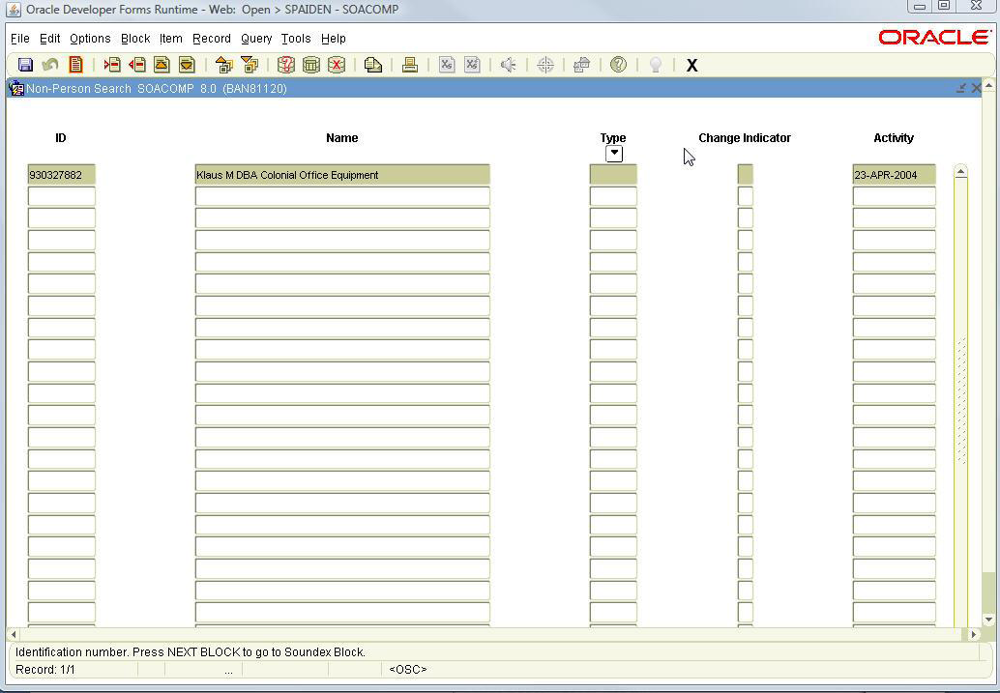 Oracle Developer Forms Runtime - Web: Open > SPAIDEN - SOACOMP
File Edit Options Block Item Record Query Tools Help
ORACLE
X
Non-Person Search SOACOMP 8.0 (BAN81120)
ID Name Type Change Indicator Activity
930327882 Klaus M DBA Colonial Office Equipment 23-APR-2004
Identification number. Press NEXT BLOCK to go to Soundex Block.
Record: 1/1 ... <OSC>